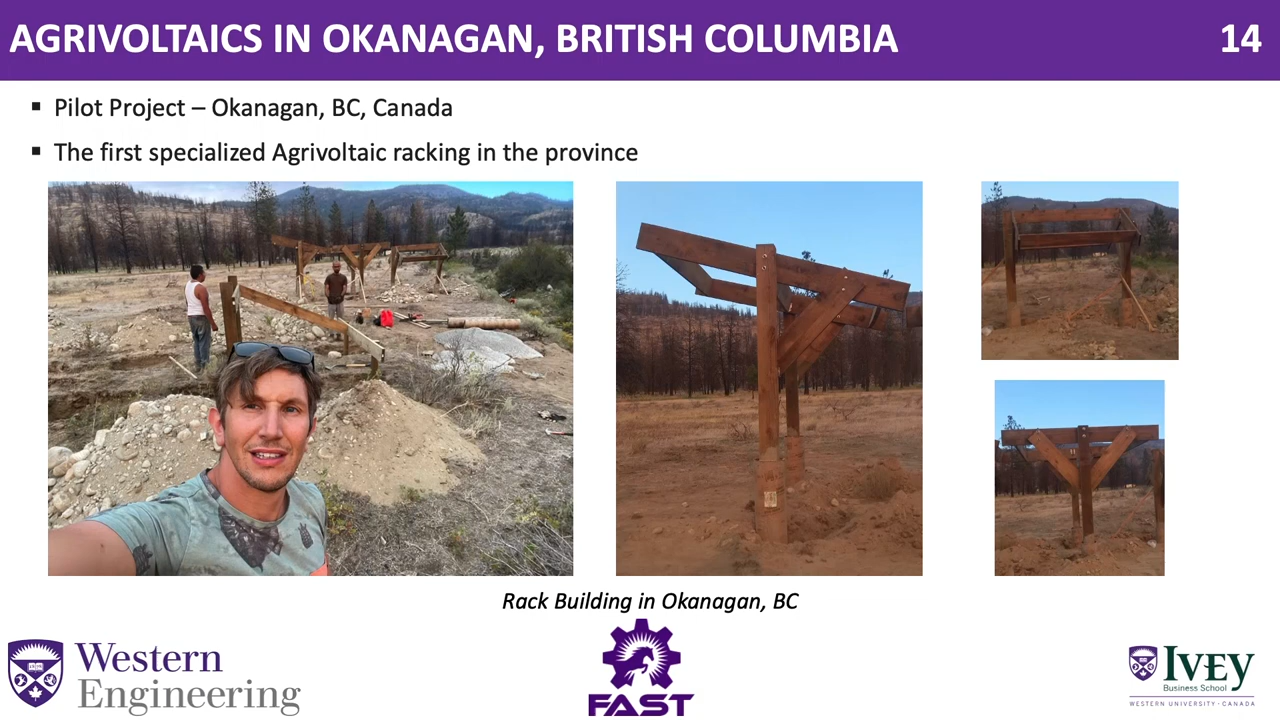 AGRIVOLTAICS IN OKANAGAN, BRITISH COLUMBIA
14
▪ Pilot Project – Okanagan, BC, Canada
▪ The first specialized Agrivoltaic racking in the province
Rack Building in Okanagan, BC
Western
Engineering
FAST
IVEY
Business School
WESTERN UNIVERSITY · CANADA